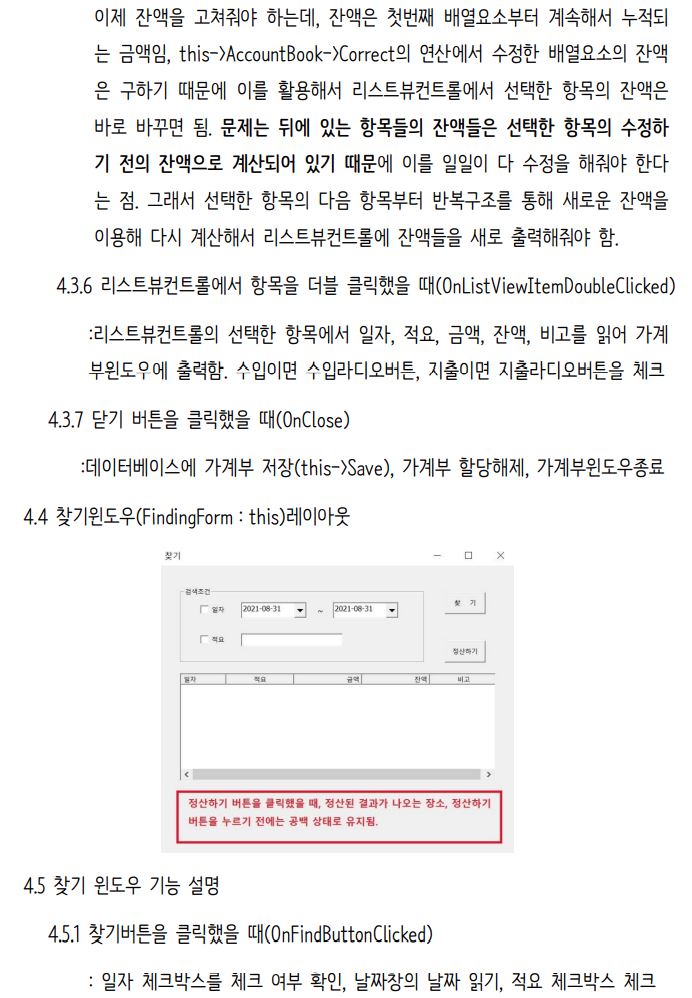 이제 잔액을 고쳐줘야 하는데, 잔액은 첫번째 배열요소부터 계속해서 누적되
는 금액임, this->AccountBook->Correct의 연산에서 수정한 배열요소의 잔액
은 구하기 때문에 이를 활용해서 리스트뷰컨트롤에서 선택한 항목의 잔액은
바로 바꾸면 됨. 문제는 뒤에 있는 항목들의 잔액들은 선택한 항목의 수정하
기 전의 잔액으로 계산되어 있기 때문에 이를 일일이 다 수정을 해줘야 한다
는 점. 그래서 선택한 항목의 다음 항목부터 반복구조를 통해 새로운 잔액을
이용해 다시 계산해서 리스트뷰컨트롤에 잔액들을 새로 출력해줘야 함.
4.3.6 리스트뷰컨트롤에서 항목을 더블 클릭했을 때(OnListViewItemDoubleClicked)
:리스트뷰컨트롤의 선택한 항목에서 일자, 적요, 금액, 잔액, 비고를 읽어 가계
부윈도우에 출력함. 수입이면 수입라디오버튼, 지출이면 지출라디오버튼을 체크
4.3.7 닫기 버튼을 클릭했을 때(OnClose)
:데이터베이스에 가계부 저장(this->Save), 가계부 할당해제, 가계부윈도우종료
4.4 찾기윈도우(FindingForm : this)레이아웃
찾기
검색조건
일자 2021-08-31 ~ 2021-08-31 찾 기
적요
정산하기
일자 적요 금액 잔액 비고
정산하기 버튼을 클릭했을 때, 정산된 결과가 나오는 장소, 정산하기
버튼을 누르기 전에는 공백 상태로 유지됨.
4.5 찾기 윈도우 기능 설명
4.5.1 찾기버튼을 클릭했을 때(OnFindButtonClicked)
: 일자 체크박스를 체크 여부 확인, 날짜창의 날짜 읽기, 적요 체크박스 체크